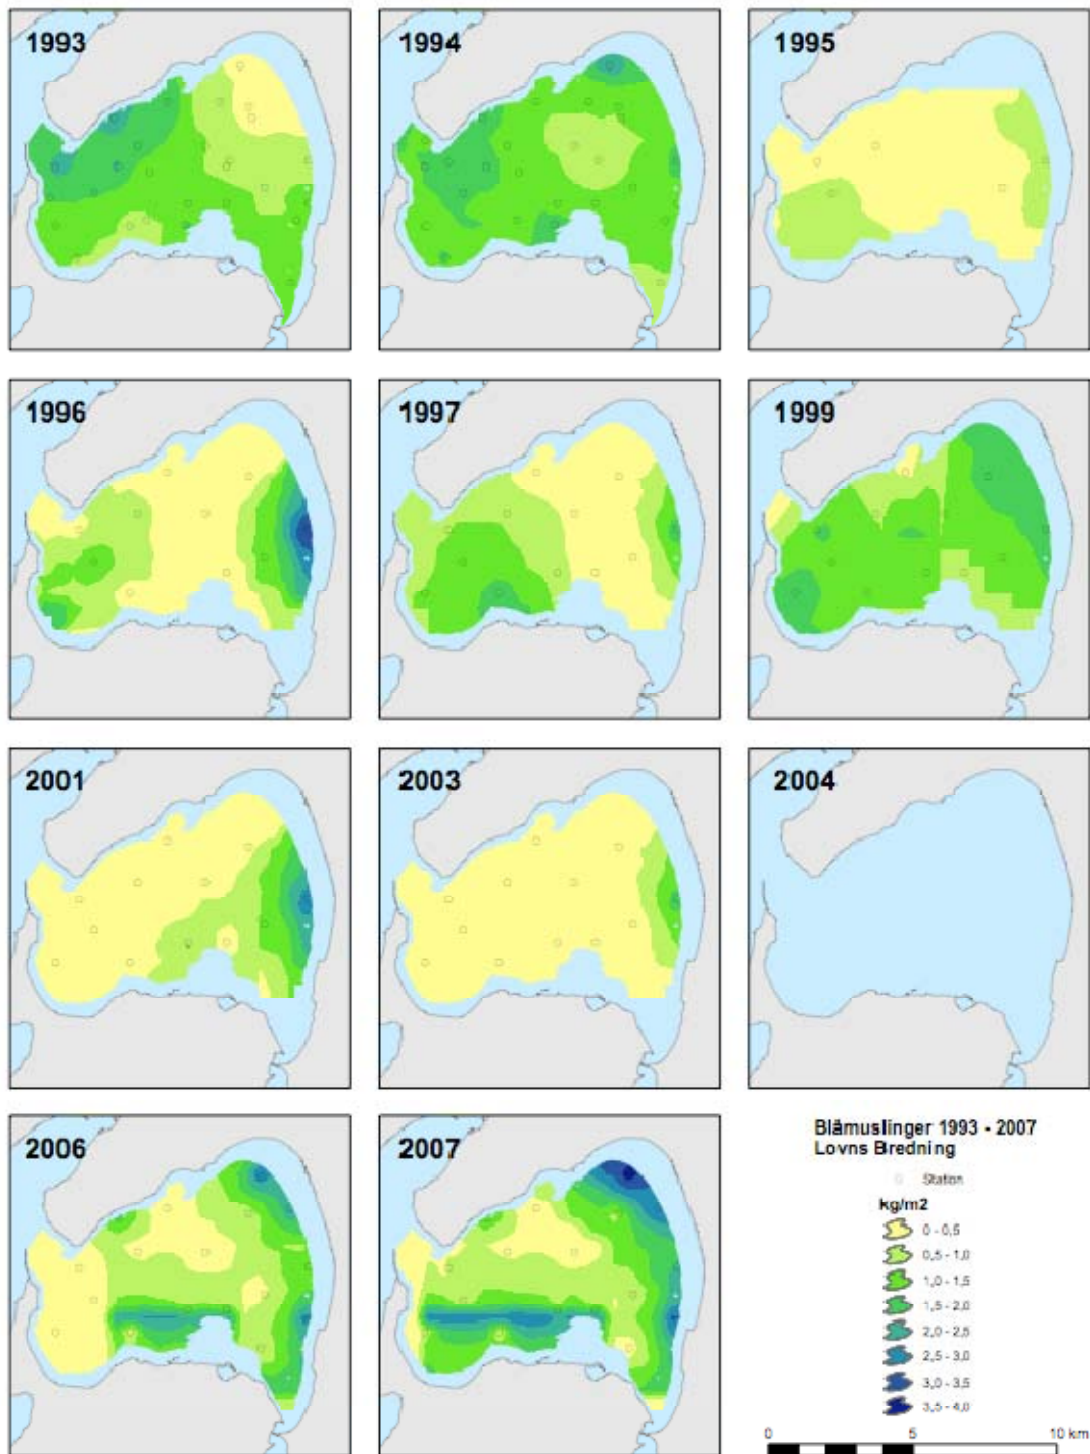 1993
1994
1995
1996
1997
1999
2001
2003
2004
2006
2007
Blåmuslinger 1993 - 2007
Lovns Bredning
Station
kg/m2
0 - 0,5
0,5 - 1,0
1,0 - 1,5
1,5 - 2,0
2,0 - 2,5
2,5 - 3,0
3,0 - 3,5
3,5 - 4,0
0 5 10 km